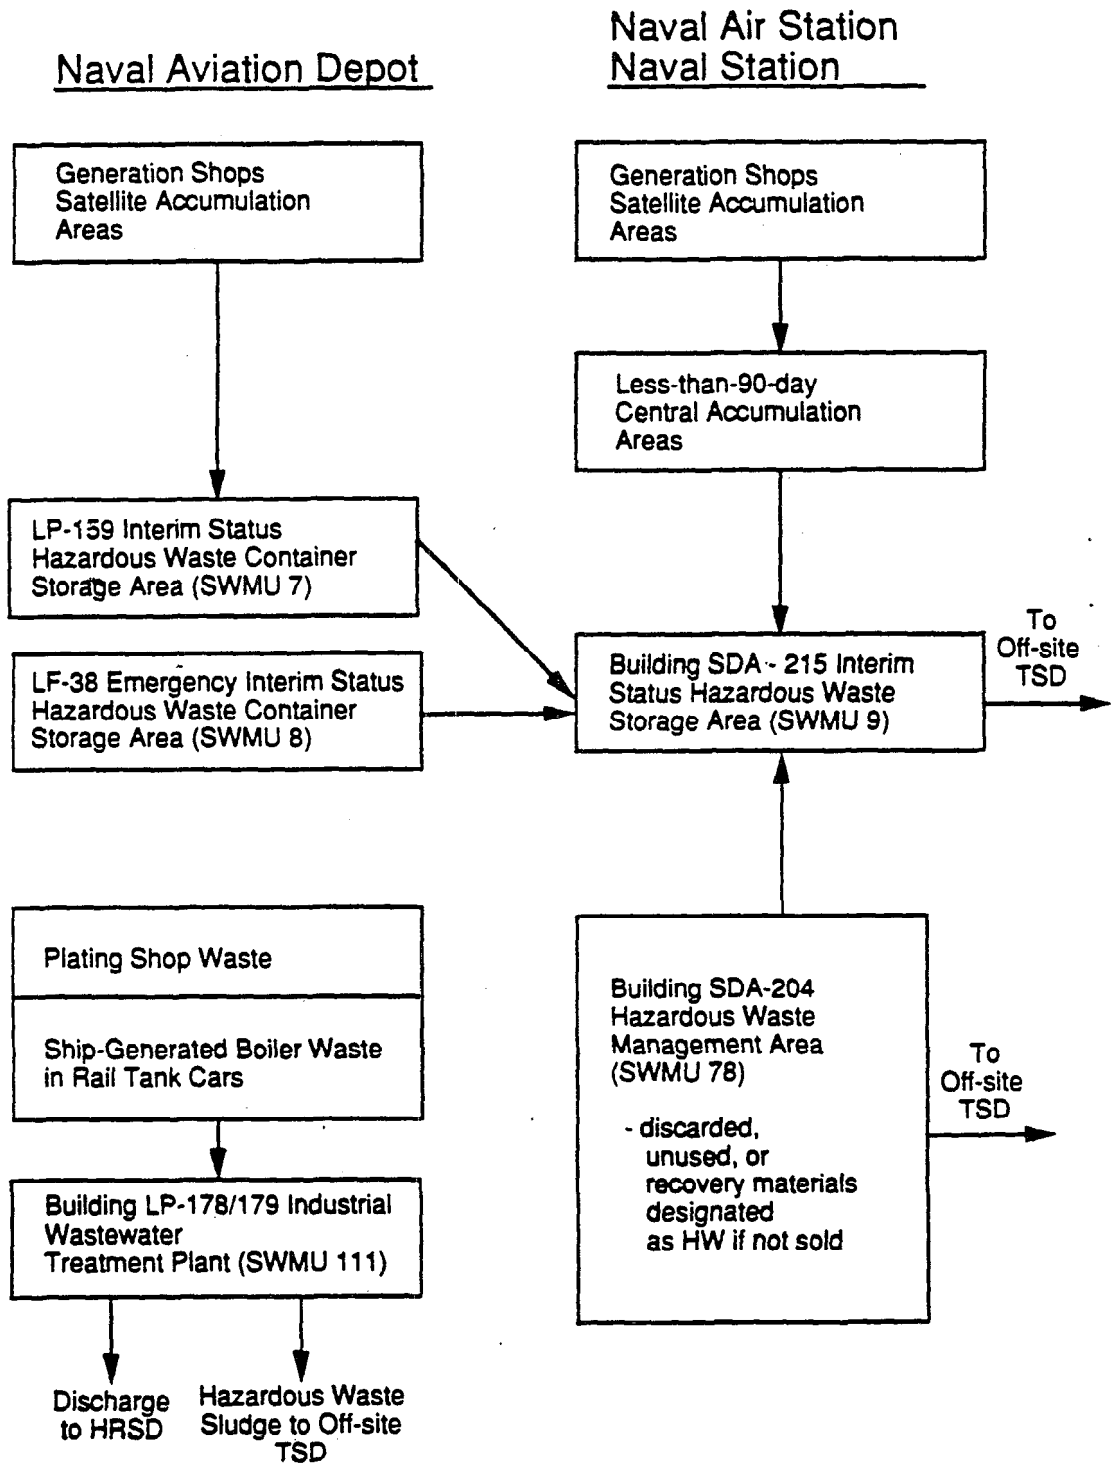 Naval Aviation Depot
Naval Air Station
Naval Station
Generation Shops
Satellite Accumulation
Areas
Generation Shops
Satellite Accumulation
Areas
Less-than-90-day
Central Accumulation
Areas
LP-159 Interim Status
Hazardous Waste Container
Storage Area (SWMU 7)
LF-38 Emergency Interim Status
Hazardous Waste Container
Storage Area (SWMU 8)
Building SDA - 215 Interim
Status Hazardous Waste
Storage Area (SWMU 9)
To
Off-site
TSD
Plating Shop Waste
Ship-Generated Boiler Waste
in Rail Tank Cars
Building LP-178/179 Industrial
Wastewater
Treatment Plant (SWMU 111)
Discharge
to HRSD
Hazardous Waste
Sludge to Off-site
TSD
Building SDA-204
Hazardous Waste
Management Area
(SWMU 78)
- discarded,
unused, or
recovery materials
designated
as HW if not sold
To
Off-site
TSD